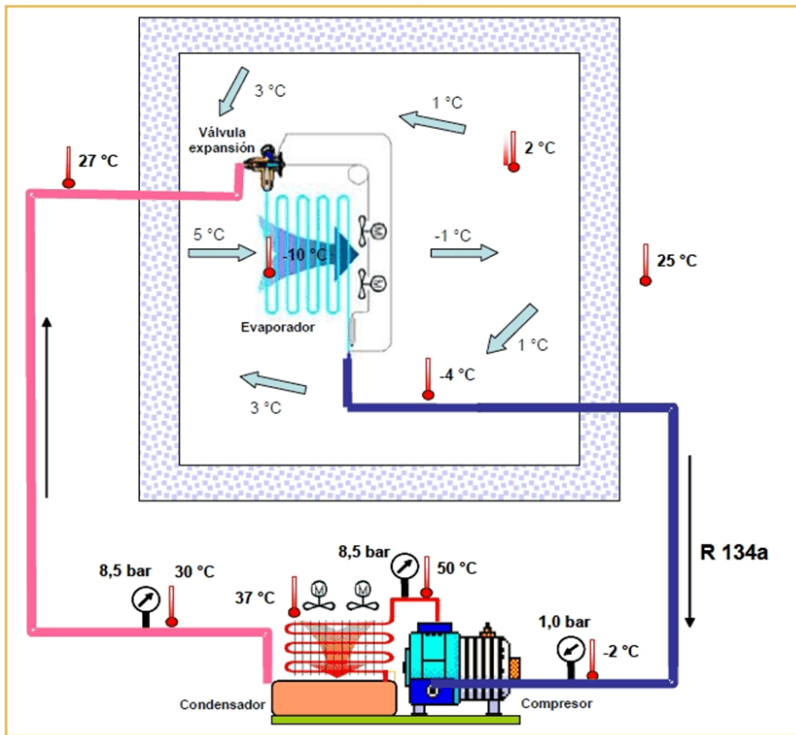 3 °C
1 °C
Válvula
expansión
2 °C
27 °C
5 °C
-10 °C
M
-1 °C
25 °C
M
Evaporador
1 °C
-4 °C
3 °C
R 134a
8,5 bar
50 °C
8,5 bar
30 °C
37 °C
M
M
1,0 bar
-2 °C
Condensador
Compresor